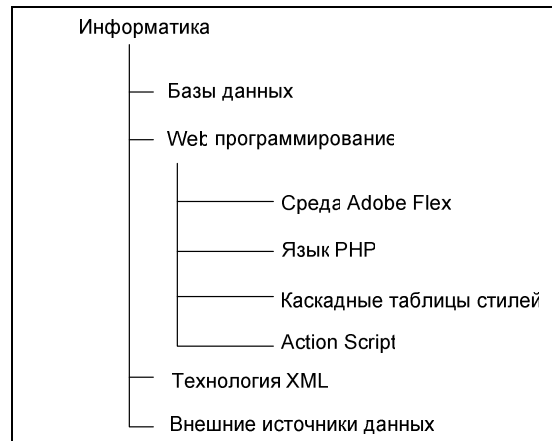 Информатика
Базы данных
Web программирование
Среда Adobe Flex
Язык PHP
Каскадные таблицы стилей
Action Script
Технология XML
Внешние источники данных